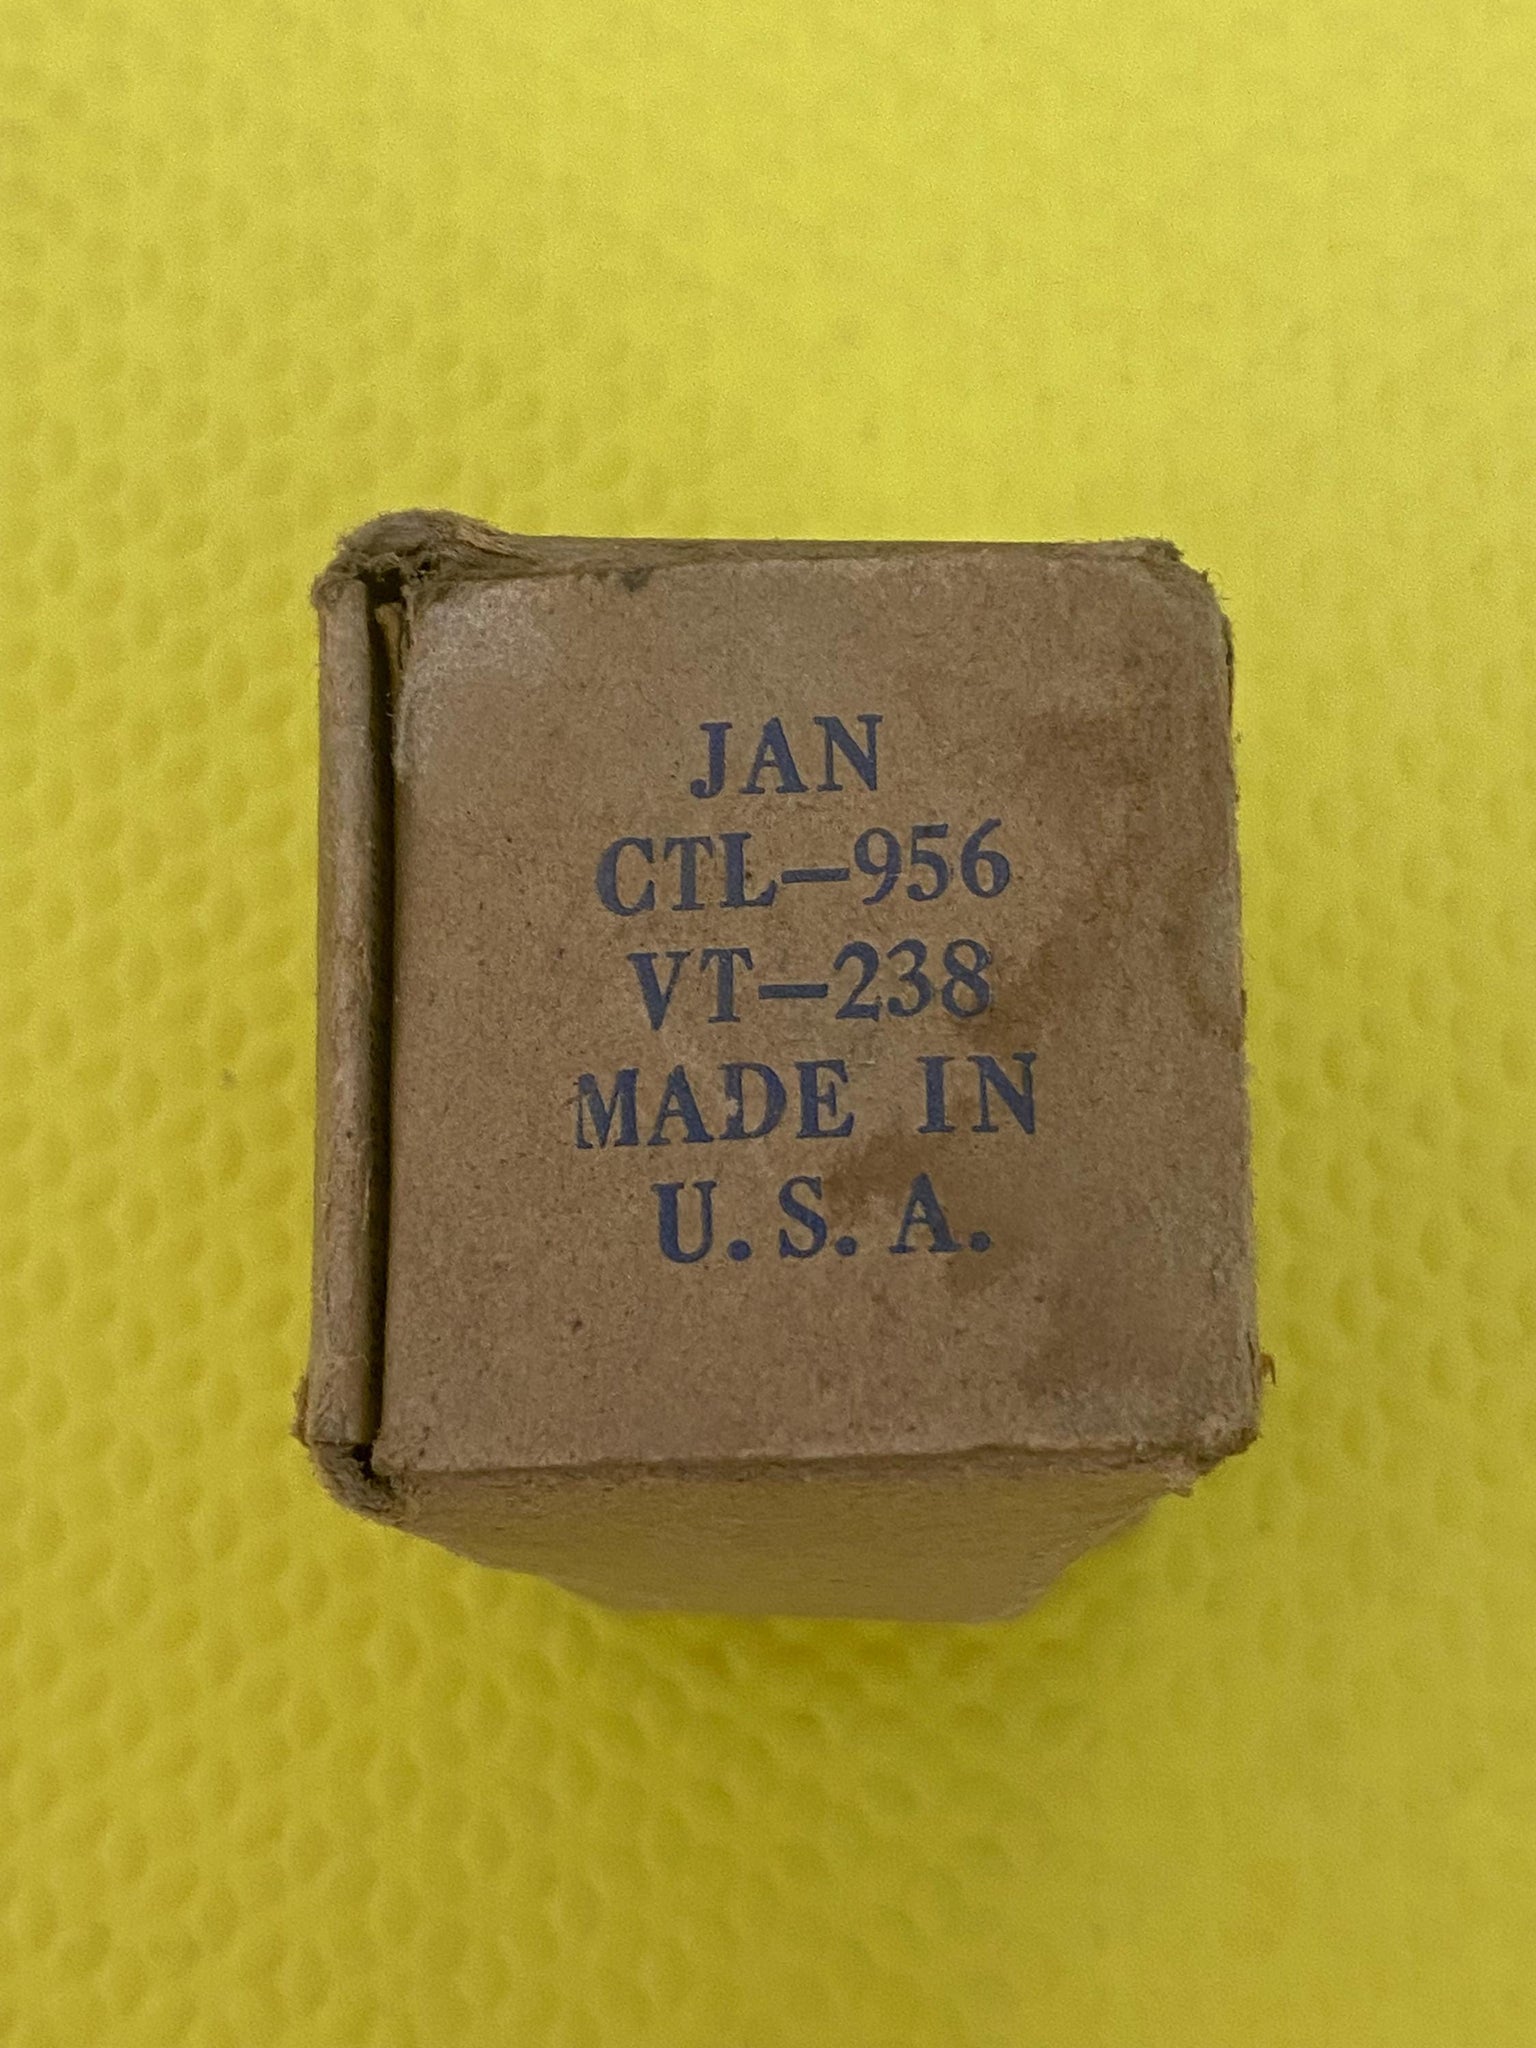 JAN
CTL-956
VT-238
MADE IN
U.S.A.